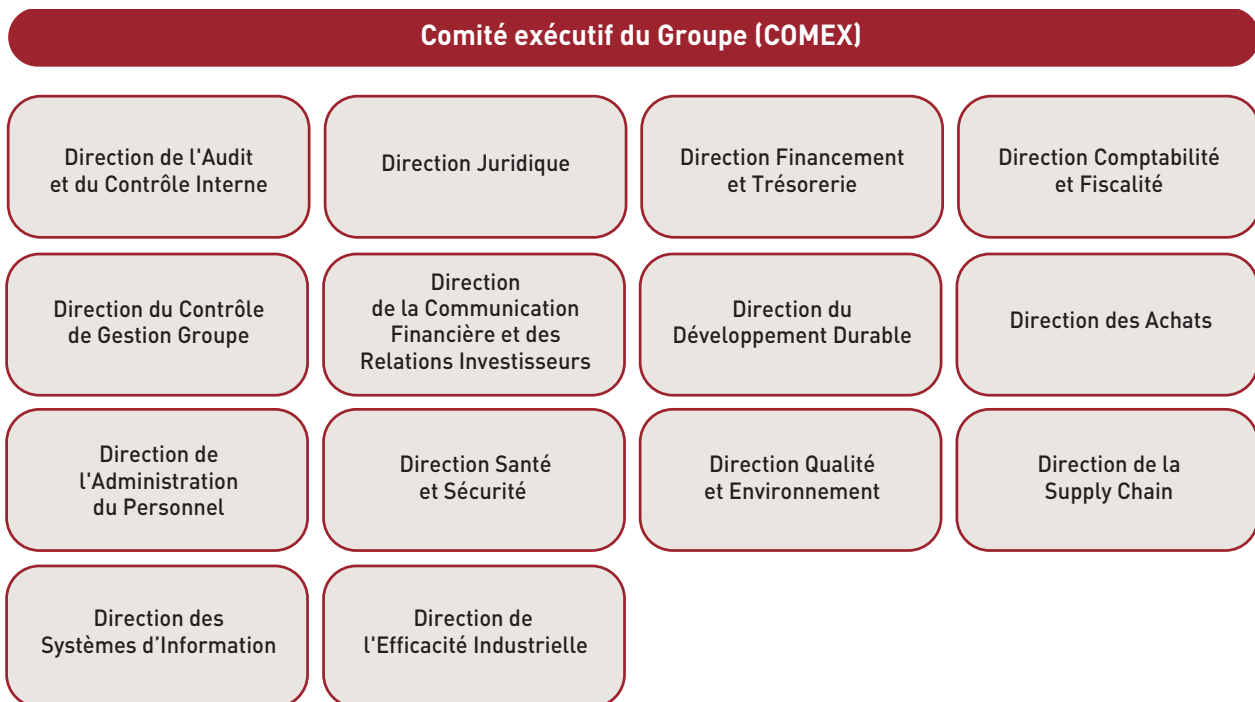 Comité exécutif du Groupe (COMEX)
Direction de l'Audit
et du Contrôle Interne
Direction Juridique
Direction Financement
et Trésorerie
Direction Comptabilité
et Fiscalité
Direction du Contrôle
de Gestion Groupe
Direction
de la Communication
Financière et des
Relations Investisseurs
Direction du
Développement Durable
Direction des Achats
Direction de
l'Administration
du Personnel
Direction Santé
et Sécurité
Direction Qualité
et Environnement
Direction de la
Supply Chain
Direction des
Systèmes d’Information
Direction de
l'Efficacité Industrielle